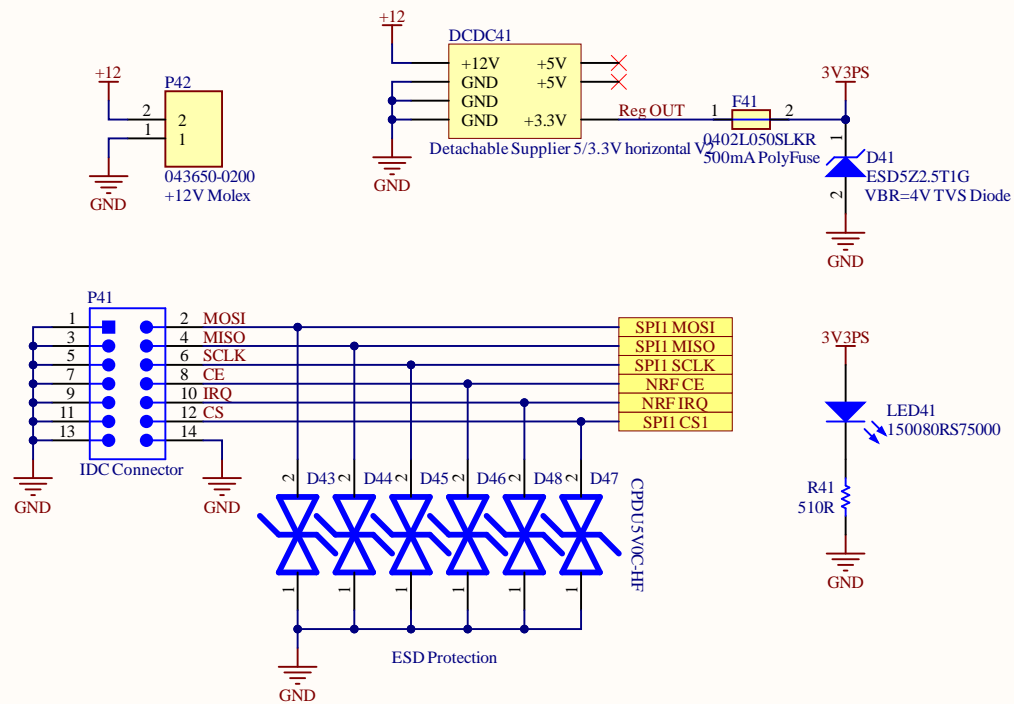 +12
P42
2
2
1
1
043650-0200
+12V Molex
GND
+12
DCDC41
+12V
+5V
GND
+5V
GND
GND
+3.3V
Detachable Supplier 5/3.3V horizontal V2
GND
Reg OUT
1
F41
2
0402L050SLKR
500mA PolyFuse
3V3PS
1
D41
ESD5Z2.5T1G
2
VBR=4V TVS Diode
GND
P41
1
2
MOSI
SPI1 MOSI
3
4
MISO
SPI1 MISO
5
6
SCLK
SPI1 SCLK
7
8
CE
NRF CE
9
10
IRQ
NRF IRQ
11
12
CS
SPI1 CS1
13
14
IDC Connector
GND
GND
2
D43
2
D44
2
D45
2
D46
2
D48
2
D47
CPDU5V0C-HF
1
1
1
1
1
1
ESD Protection
GND
3V3PS
LED41
150080RS75000
R41
510R
GND